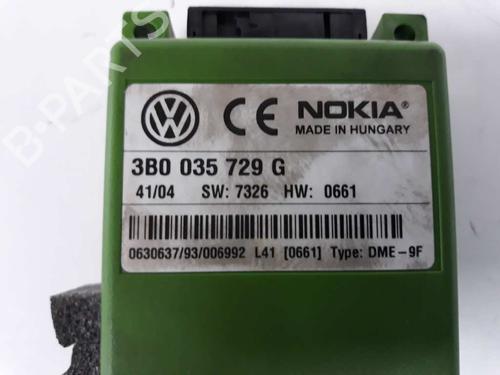 CE NOKIA®
MADE IN HUNGARY
3B0 035 729 G
41/04 SW: 7326 HW: 0661
0630637/93/006992 L41 [0661] Type: DME-9F
B-PARTS